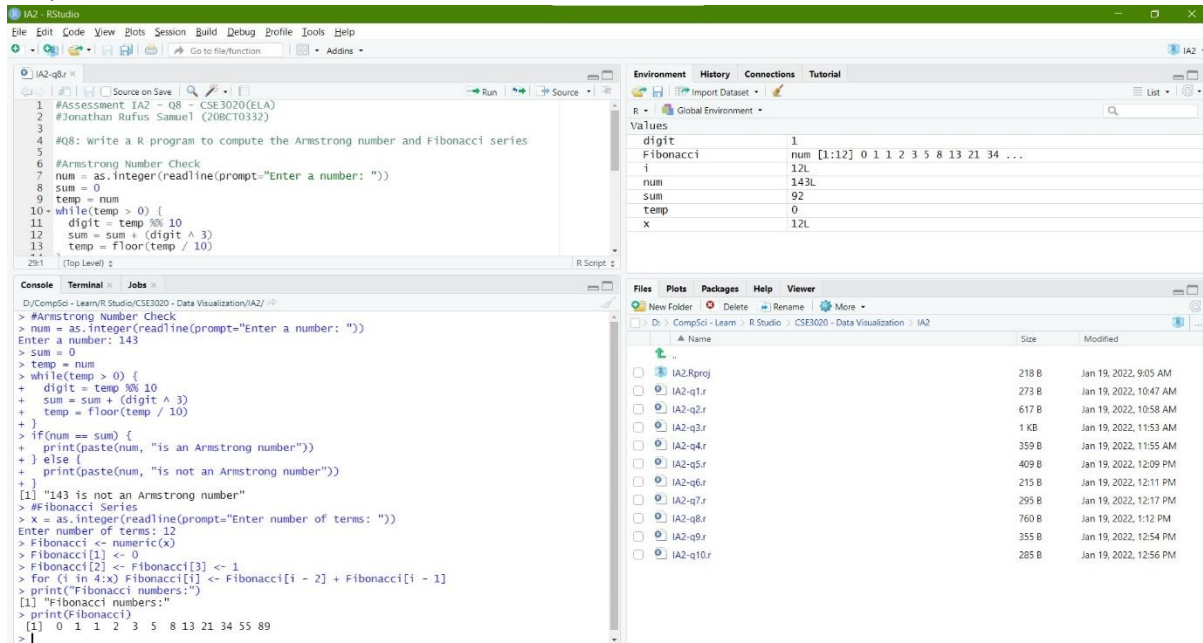 IA2 - RStudio
File Edit Code View Plots Session Build Debug Profile Tools Help
Go to file/function Addins
IA2
IA2-q8.r
Source on Save Run Source
1 #Assessment IA2 - Q8 - CSE3020(ELA)
2 #Jonathan Rufus Samuel (20BCT0332)
3
4 #Q8: Write a R program to compute the Armstrong number and Fibonacci series
5
6 #Armstrong Number Check
7 num = as.integer(readline(prompt="Enter a number: "))
8 sum = 0
9 temp = num
10 while(temp > 0) {
11 digit = temp %% 10
12 sum = sum + (digit ^ 3)
13 temp = floor(temp / 10)
29:1 (Top Level) R Script
Console Terminal Jobs
D:/CompSci - Learn/R Studio/CSE3020 - Data Visualization/IA2/
> #Armstrong Number Check
> num = as.integer(readline(prompt="Enter a number: "))
Enter a number: 143
> sum = 0
> temp = num
> while(temp > 0) {
+ digit = temp %% 10
+ sum = sum + (digit ^ 3)
+ temp = floor(temp / 10)
+ }
> if(num == sum) {
+ print(paste(num, "is an Armstrong number"))
+ } else {
+ print(paste(num, "is not an Armstrong number"))
+ }
[1] "143 is not an Armstrong number"
> #Fibonacci Series
> x = as.integer(readline(prompt="Enter number of terms: "))
Enter number of terms: 12
> Fibonacci <- numeric(x)
> Fibonacci[1] <- 0
> Fibonacci[2] <- Fibonacci[3] <- 1
> for (i in 4:x) Fibonacci[i] <- Fibonacci[i - 2] + Fibonacci[i - 1]
> print("Fibonacci numbers:")
[1] "Fibonacci numbers:"
> print(Fibonacci)
[1] 0 1 1 2 3 5 8 13 21 34 55 89
>
Environment History Connections Tutorial
Import Dataset List
R Global Environment
Values
digit 1
Fibonacci num [1:12] 0 1 1 2 3 5 8 13 21 34 ...
i 12L
num 143L
sum 92
temp 0
x 12L
Files Plots Packages Help Viewer
New Folder Delete Rename More
D: CompSci - Learn R Studio CSE3020 - Data Visualization IA2
Name Size Modified
..
IA2.Rproj 218 B Jan 19, 2022, 9:05 AM
IA2-q1.r 273 B Jan 19, 2022, 10:47 AM
IA2-q2.r 617 B Jan 19, 2022, 10:58 AM
IA2-q3.r 1 KB Jan 19, 2022, 11:53 AM
IA2-q4.r 359 B Jan 19, 2022, 11:55 AM
IA2-q5.r 409 B Jan 19, 2022, 12:09 PM
IA2-q6.r 215 B Jan 19, 2022, 12:11 PM
IA2-q7.r 295 B Jan 19, 2022, 12:17 PM
IA2-q8.r 760 B Jan 19, 2022, 1:12 PM
IA2-q9.r 355 B Jan 19, 2022, 12:54 PM
IA2-q10.r 285 B Jan 19, 2022, 12:56 PM